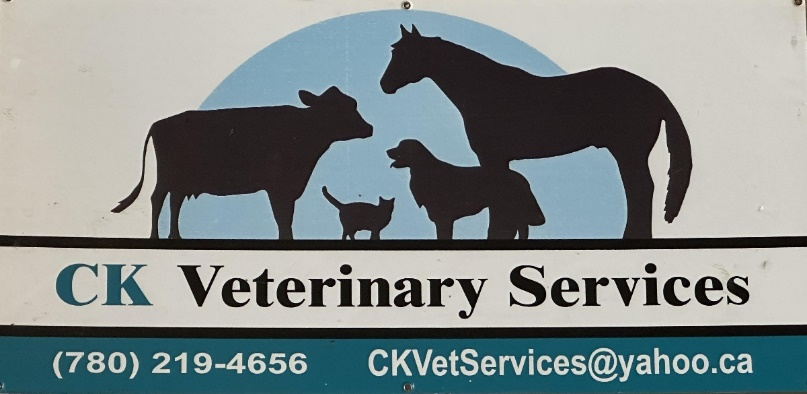 CK Veterinary Services
(780) 219-4656 CKVetServices@yahoo.ca